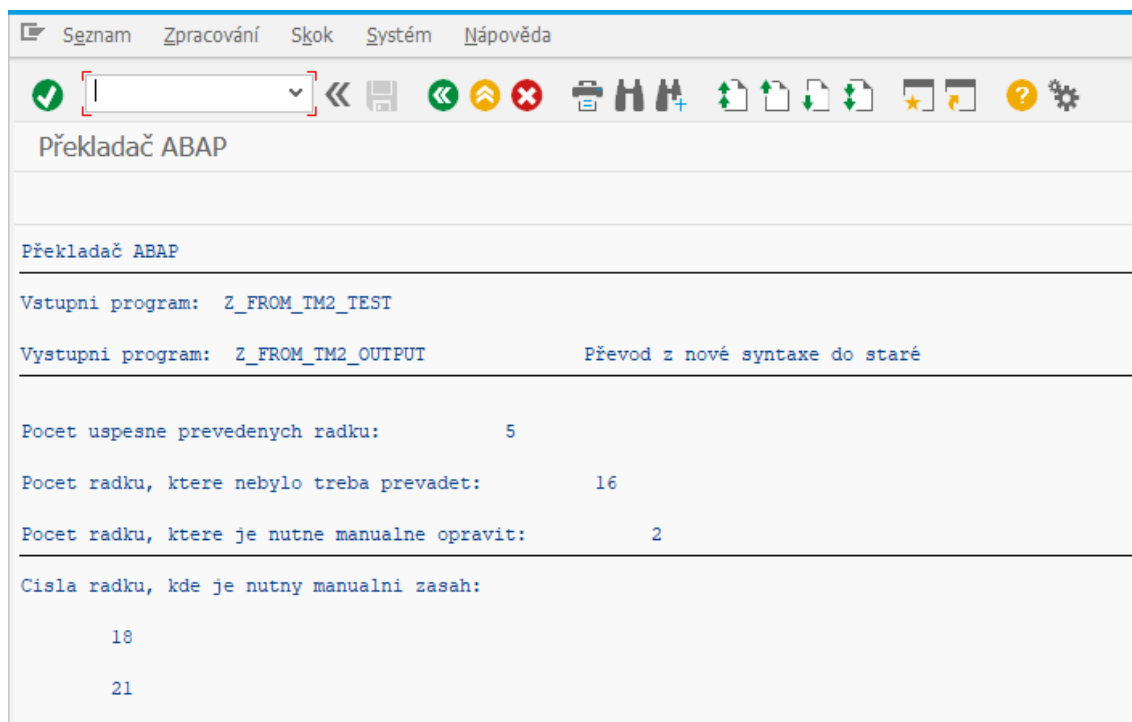 Seznam Zpracování Skok Systém Nápověda
Překladač ABAP
Překladač ABAP
Vstupni program: Z_FROM_TM2_TEST
Vystupni program: Z_FROM_TM2_OUTPUT Převod z nové syntaxe do staré
Pocet uspesne prevedenych radku: 5
Pocet radku, ktere nebylo treba prevadet: 16
Pocet radku, ktere je nutne manualne opravit: 2
Cisla radku, kde je nutny manualni zasah:
18
21